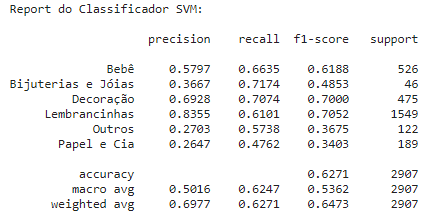 Report do Classificador SVM:
precision recall f1-score support
Bebê 0.5797 0.6635 0.6188 526
Bijuterias e Jóias 0.3667 0.7174 0.4853 46
Decoração 0.6928 0.7074 0.7000 475
Lembrancinhas 0.8355 0.6101 0.7052 1549
Outros 0.2703 0.5738 0.3675 122
Papel e Cia 0.2647 0.4762 0.3403 189
accuracy 0.6271 2907
macro avg 0.5016 0.6247 0.5362 2907
weighted avg 0.6977 0.6271 0.6473 2907